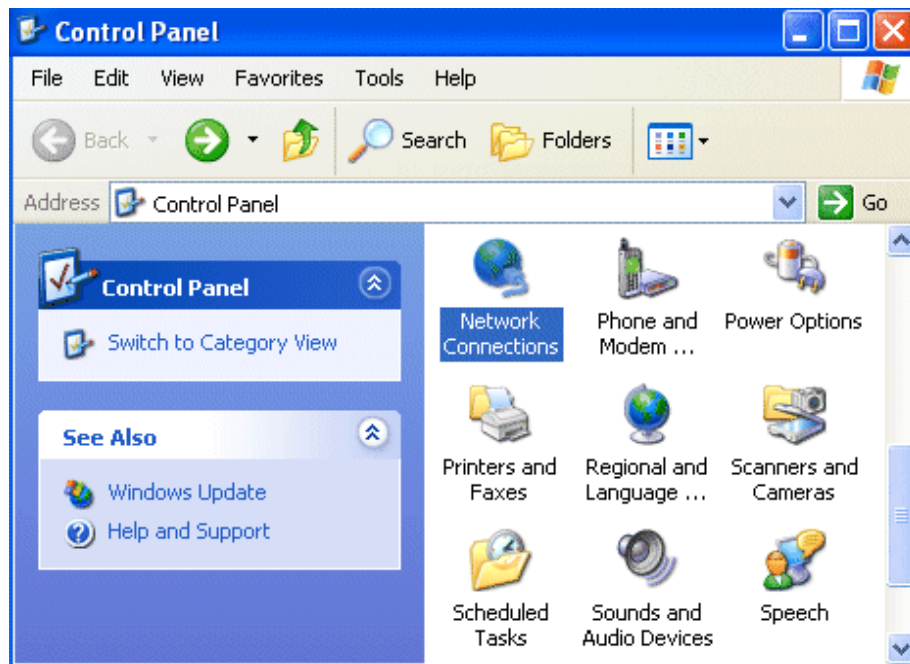 Control Panel
File Edit View Favorites Tools Help
Back Search Folders
Address Control Panel Go
Control Panel
Switch to Category View
See Also
Windows Update
Help and Support
Network
Connections
Phone and
Modem ...
Power Options
Printers and
Faxes
Regional and
Language ...
Scanners and
Cameras
Scheduled
Tasks
Sounds and
Audio Devices
Speech